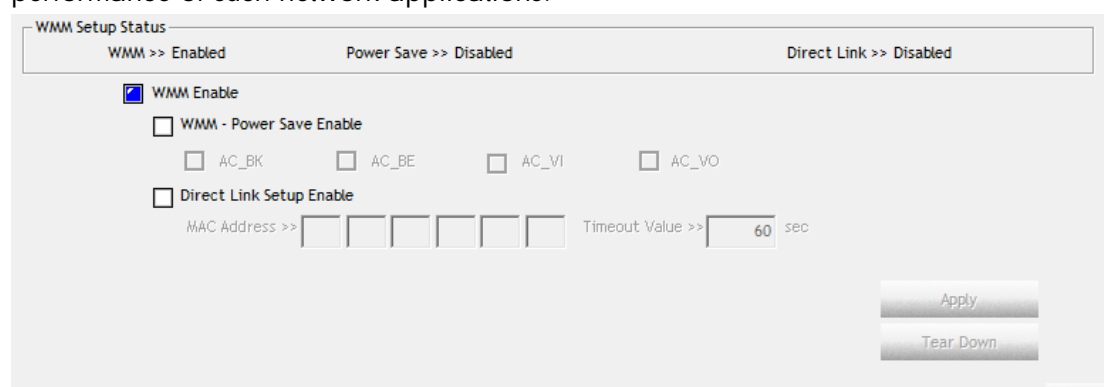 performance of such network applications.
WMM Setup Status
WMM >> Enabled Power Save >> Disabled Direct Link >> Disabled
WMM Enable
WMM - Power Save Enable
AC_BK AC_BE AC_VI AC_VO
Direct Link Setup Enable
MAC Address >> Timeout Value >> 60 sec
Apply
Tear Down